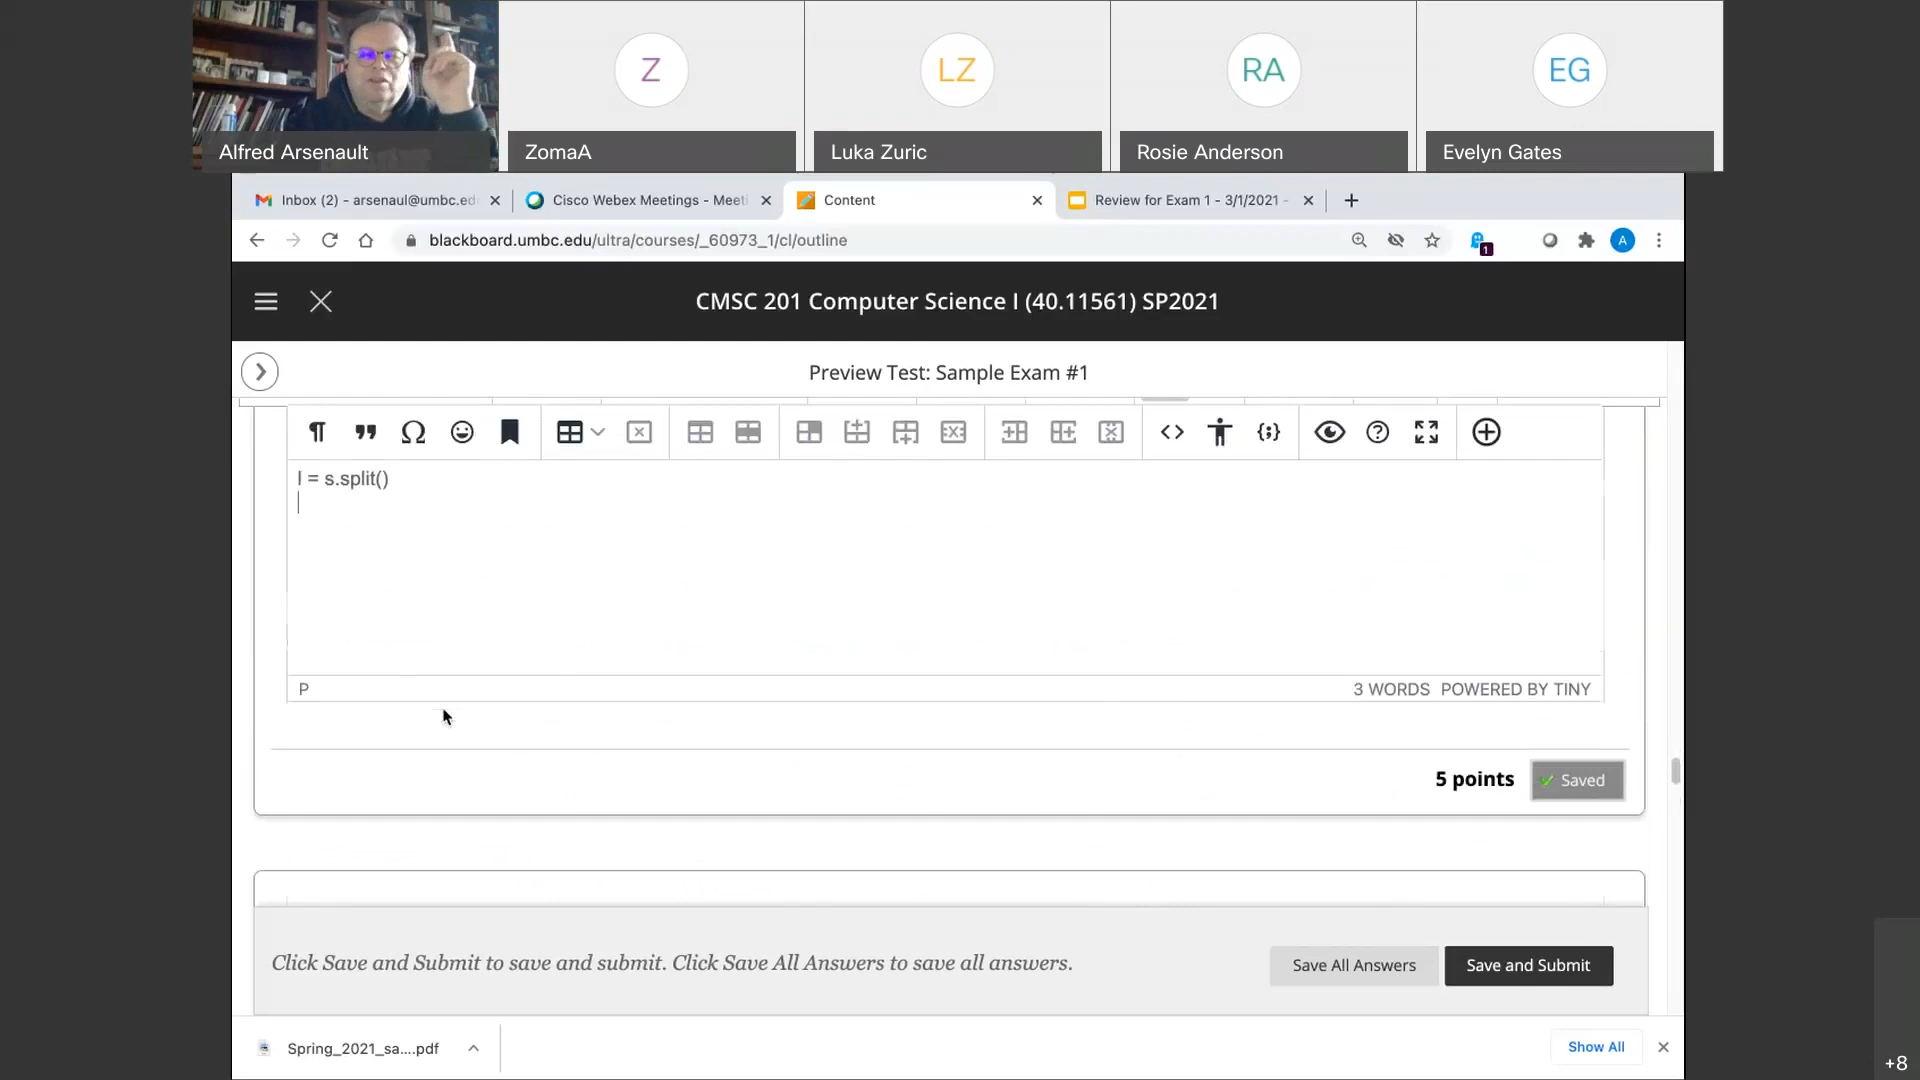 Z
LZ
RA
EG
Alfred Arsenault
ZomaA
Luka Zuric
Rosie Anderson
Evelyn Gates
Inbox (2) - arsenaul@umbc.ed
Cisco Webex Meetings - Meeti
Content
Review for Exam 1 - 3/1/2021 -
blackboard.umbc.edu/ultra/courses/_60973_1/cl/outline
1
A
CMSC 201 Computer Science I (40.11561) SP2021
Preview Test: Sample Exam #1
l = s.split()
P
3 WORDS POWERED BY TINY
5 points
Saved
Click Save and Submit to save and submit. Click Save All Answers to save all answers.
Save All Answers
Save and Submit
Spring_2021_sa....pdf
Show All
+8